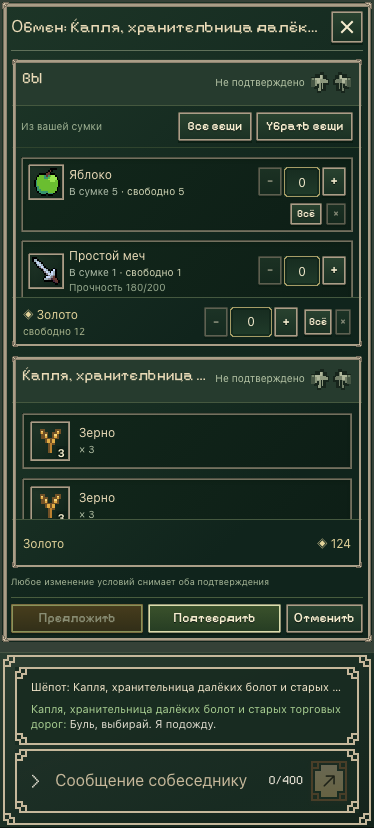 Обмен: Капля, хранительница далёк...
ВЫ
Не подтверждено
Из вашей сумки
Все вещи
Убрать вещи
Яблоко
В сумке 5 · свободно 5
- 0 +
Всё ×
Простой меч
В сумке 1 · свободно 1
Прочность 180/200
- 0 +
Золото
свободно 12
- 0 + Всё ×
Капля, хранительница ...
Не подтверждено
3
Зерно
x 3
3
Зерно
x 3
Золото
124
Любое изменение условий снимает оба подтверждения
Предложить
Подтвердить
Отменить
Шёпот: Капля, хранительница далёких болот и старых ...
Капля, хранительница далёких болот и старых торговых
дорог: Буль, выбирай. Я подожду.
Сообщение собеседнику
0/400